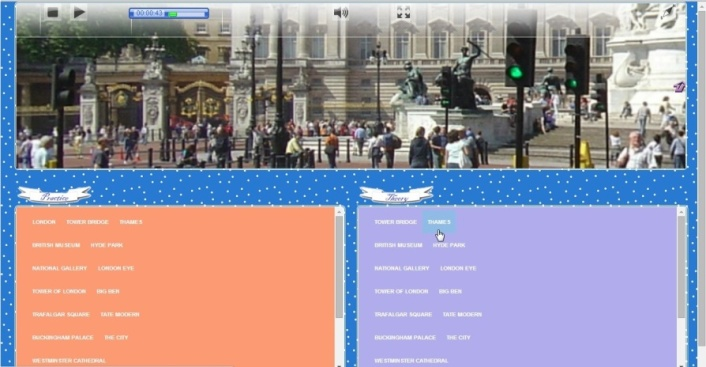 00:00:43
Practice
Theory
LONDON TOWER BRIDGE THAMES
BRITISH MUSEUM HYDE PARK
NATIONAL GALLERY LONDON EYE
TOWER OF LONDON BIG BEN
TRAFALGAR SQUARE TATE MODERN
BUCKINGHAM PALACE THE CITY
WESTMINSTER CATHEDRAL
TOWER BRIDGE THAMES
BRITISH MUSEUM HYDE PARK
NATIONAL GALLERY LONDON EYE
TOWER OF LONDON BIG BEN
TRAFALGAR SQUARE TATE MODERN
BUCKINGHAM PALACE THE CITY
WESTMINSTER CATHEDRAL